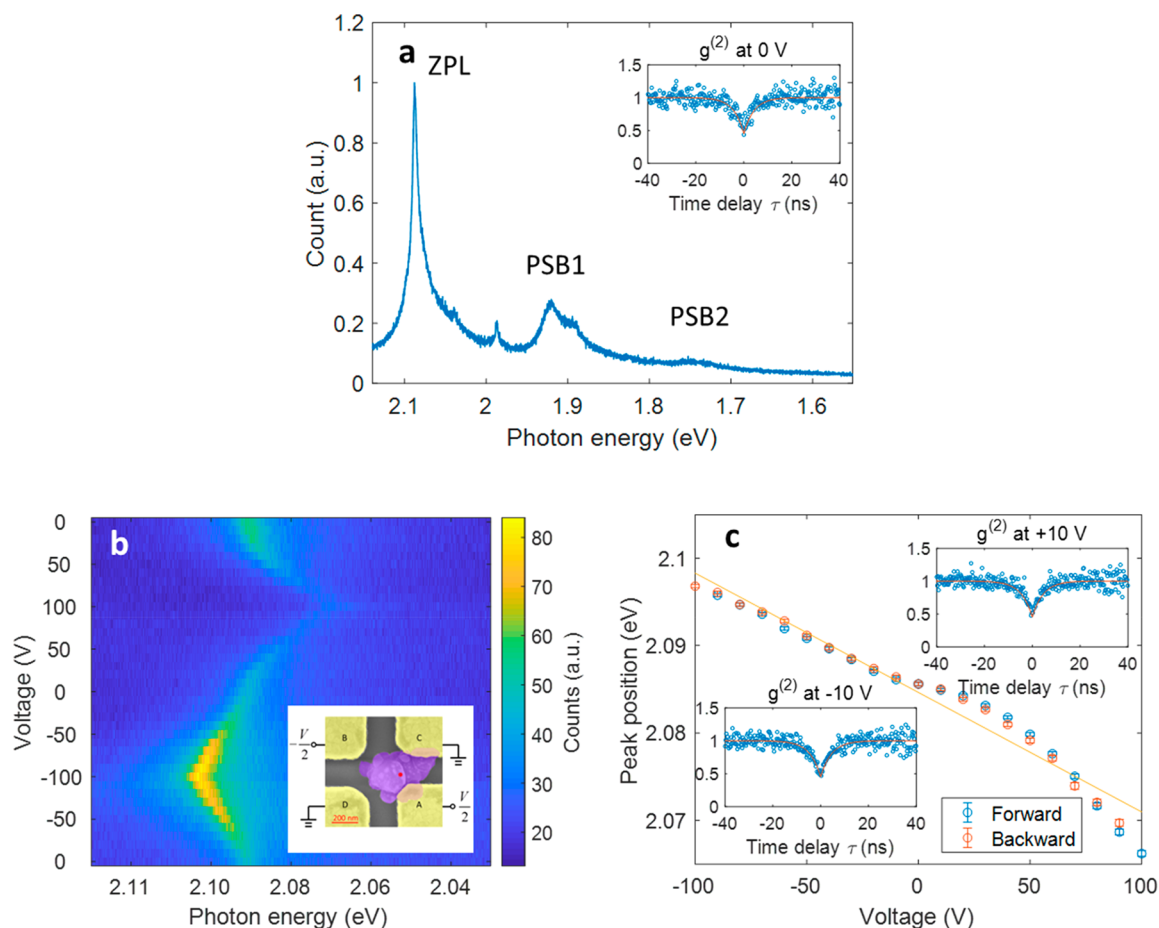 a
ZPL
PSB1
PSB2
1.2
1
0.8
0.6
0.4
0.2
0
Count (a.u.)
2.1
2
1.9
1.8
1.7
1.6
Photon energy (eV)
g(2) at 0 V
1.5
1
0.5
0
-40
-20
0
20
40
Time delay τ (ns)
b
0
50
100
50
0
-50
-100
-50
0
Voltage (V)
2.11
2.10
2.08
2.06
2.04
Photon energy (eV)
80
70
60
50
40
30
20
Counts (a.u.)
B
C
D
A
-V/2
V/2
200 nm
c
2.1
2.09
2.08
2.07
Peak position (eV)
-100
-50
0
50
100
Voltage (V)
g(2) at +10 V
1.5
1
0.5
0
-40
-20
0
20
40
Time delay τ (ns)
g(2) at -10 V
1.5
1
0.5
0
-40
-20
0
20
40
Time delay τ (ns)
Forward
Backward